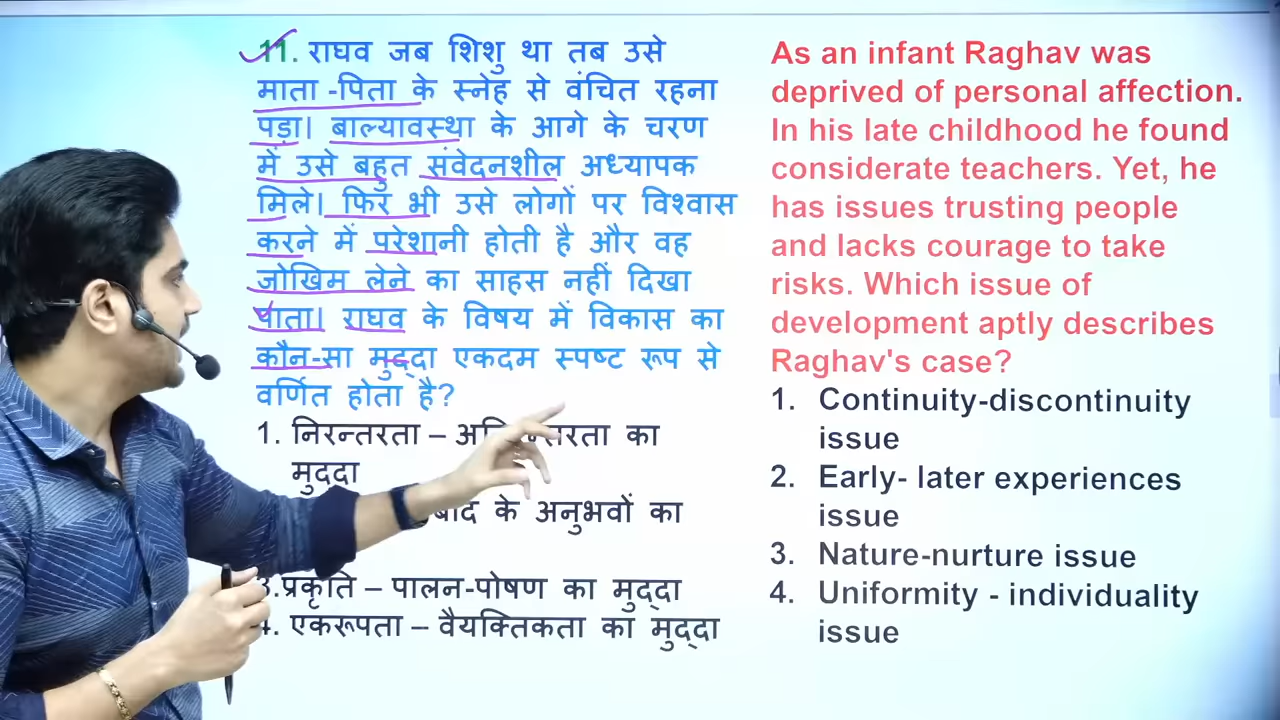 11. राघव जब शिशु था तब उसे
माता -पिता के स्नेह से वंचित रहना
पड़ा। बाल्यावस्था के आगे के चरण
में उसे बहुत संवेदनशील अध्यापक
मिले। फिर भी उसे लोगों पर विश्वास
करने में परेशानी होती है और वह
जोखिम लेने का साहस नहीं दिखा
पाता। राघव के विषय में विकास का
कौन-सा मुद्दा एकदम स्पष्ट रूप से
वर्णित होता है?
1. निरन्तरता – का
मुद्दा
के अनुभवों का
3.प्रकृति – पालन-पोषण का मुद्दा
4. एकरूपता – वैयक्तिकता का मुद्दा
As an infant Raghav was
deprived of personal affection.
In his late childhood he found
considerate teachers. Yet, he
has issues trusting people
and lacks courage to take
risks. Which issue of
development aptly describes
Raghav's case?
1. Continuity-discontinuity
issue
2. Early- later experiences
issue
3. Nature-nurture issue
4. Uniformity - individuality
issue